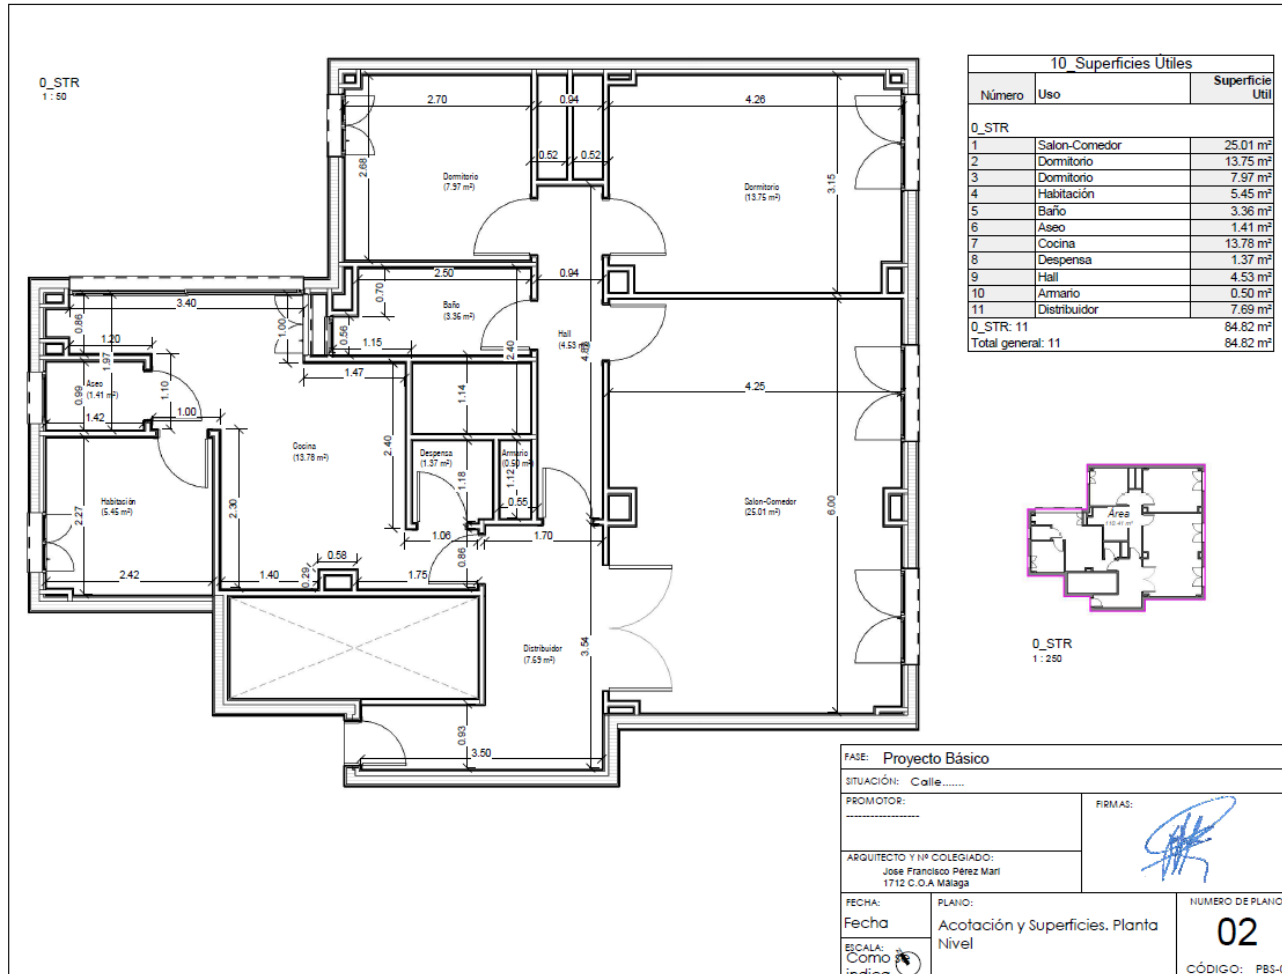 0_STR
1 : 50
2.70
0.94
4.26
2.68
0.52
0.52
Dormitorio
(7.97 m²)
Dormitorio
(13.75 m²)
3.15
3.40
2.50
0.94
0.86
0.70
1.00
Baño
(3.36 m²)
0.56
Hall
(4.53 m²)
1.20
1.97
1.15
2.40
1.47
4.25
Aseo
(1.41 m²)
0.99
1.10
1.14
1.42
1.00
Cocina
(13.78 m²)
2.40
Despensa
(1.37 m²)
Armario
(0.50 m²)
1.18
1.12
Habitación
(5.45 m²)
2.27
2.30
0.55
Salon-Comedor
(25.01 m²)
6.00
1.06
1.70
0.58
0.86
2.42
1.40
0.29
1.75
Distribuidor
(7.69 m²)
3.54
0.93
3.50
10_Superficies Útiles
Número Uso Superficie
Util
0_STR
1 Salon-Comedor 25.01 m²
2 Dormitorio 13.75 m²
3 Dormitorio 7.97 m²
4 Habitación 5.45 m²
5 Baño 3.36 m²
6 Aseo 1.41 m²
7 Cocina 13.78 m²
8 Despensa 1.37 m²
9 Hall 4.53 m²
10 Armario 0.50 m²
11 Distribuidor 7.69 m²
0_STR: 11 84.82 m²
Total general: 11 84.82 m²
Área
0_STR
1 : 250
FASE: Proyecto Básico
SITUACIÓN: Calle.......
PROMOTOR:
------------------
FIRMAS:
ARQUITECTO Y Nº COLEGIADO:
Jose Francisco Pérez Marí
1712 C.O.A Málaga
FECHA:
Fecha
PLANO:
Acotación y Superficies. Planta
Nivel
NUMERO DE PLANO
02
ESCALA:
Como se
indica
CÓDIGO: PBS-